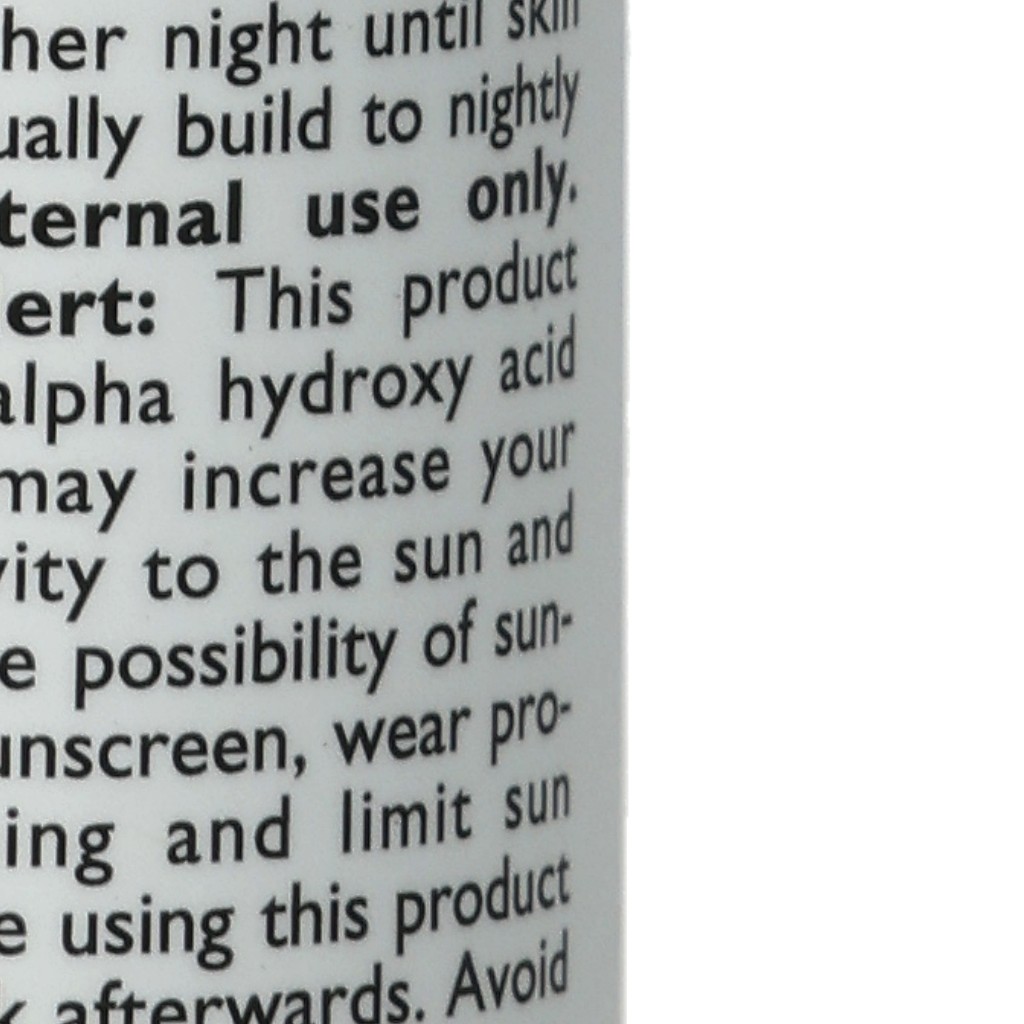 her night until skin
ually build to nightly
ternal use only.
ert: This product
alpha hydroxy acid
may increase your
vity to the sun and
e possibility of sun-
unscreen, wear pro-
ing and limit sun
e using this product
k afterwards. Avoid